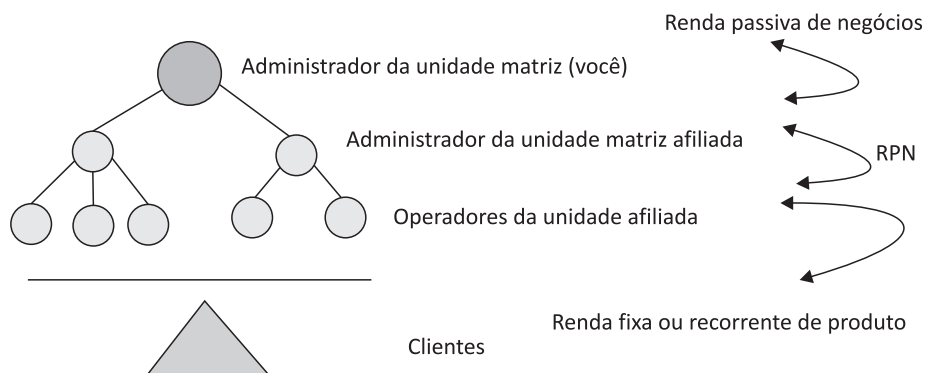 Renda passiva de negócios
Administrador da unidade matriz (você)
Administrador da unidade matriz afiliada
RPN
Operadores da unidade afiliada
Renda fixa ou recorrente de produto
Clientes